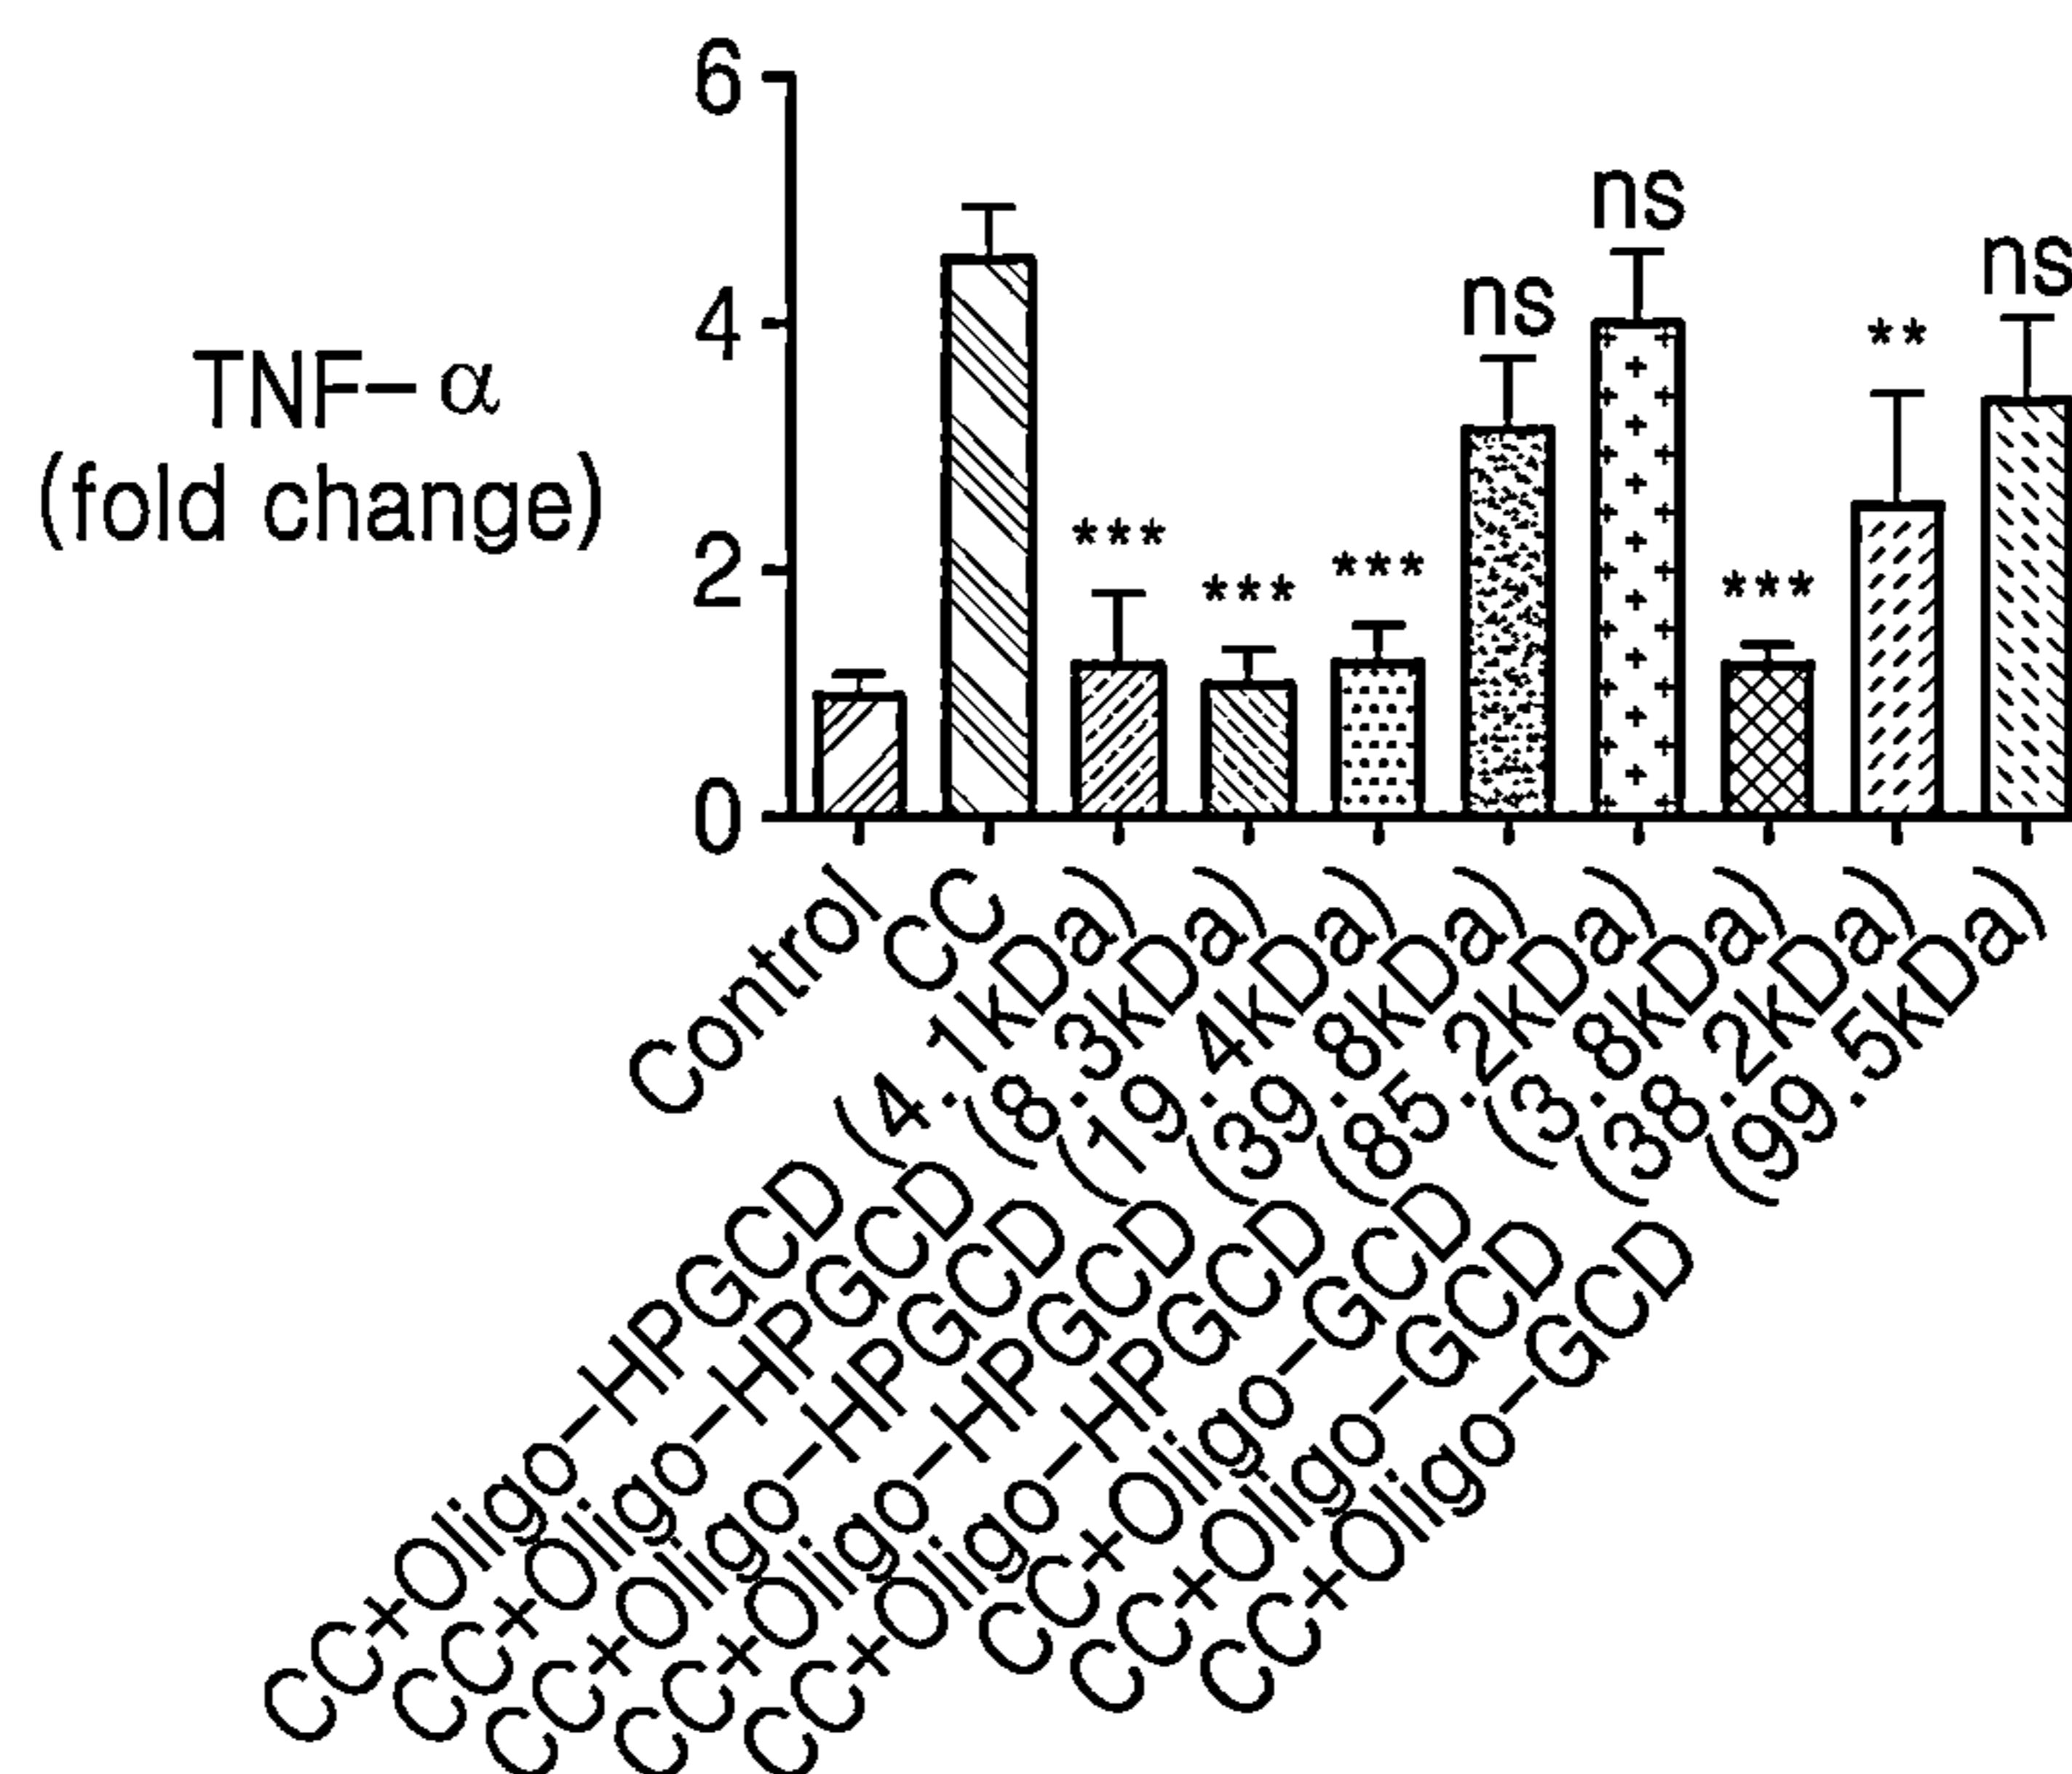 6
4
2
0
TNF-α
(fold change)
ns
ns
ns
**
***
***
***
***
Control
CC
CC+Oligo-HPGCD(4.1kDa)
CC+Oligo-HPGCD(8.3kDa)
CC+Oligo-HPGCD(19.4kDa)
CC+Oligo-HPGCD(39.8kDa)
CC+Oligo-HPGCD(85.2kDa)
CC+Oligo-GCD(3.8kDa)
CC+Oligo-GCD(38.2kDa)
CC+Oligo-GCD(99.5kDa)